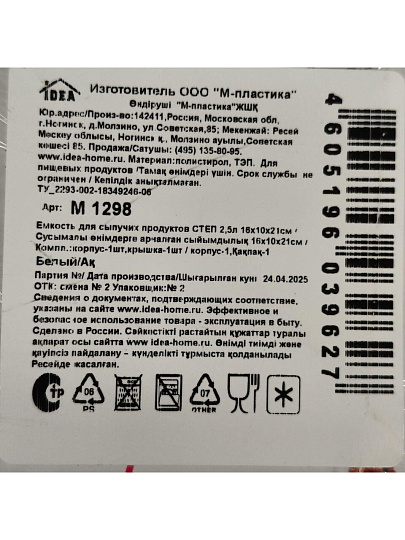 IDEA
Изготовитель ООО "М-пластика"
Өндіруші "М-пластика"ЖШҚ
Юр.адрес/Произ-во:142411,Россия, Московская обл,
г.Ногинск, д.Молзино, ул Советская,85; Мекенжай: Ресей
Мәскеу облысы, Ногинск қ., Молзино ауылы,Советская
көшесі 85. Продажа/Сатушы: (495) 135-80-95.
www.idea-home.ru. Материал:полистирол, ТЭП. Для
пищевых продуктов /Тамақ өнімдері үшін. Срок службы не
ограничен / Кепілдік анықталмаған.
ТУ_2293-002-18349246-06
Арт: М 1298
Емкость для сыпучих продуктов СТЕП 2,5л 16х10х21см /
Сусымалы өнімдерге арналған сыйымдылық 16х10х21см /
Компл.:корпус-1шт,крышка-1шт / корпус-1,Қақпақ-1
Белый/Ақ
Партия №/ Дата производства/Шығарылған күні 24.04.2025
ОТК: смена № 2 Упаковщик:№ 2
Сведения о документах, подтверждающих соответствие,
указаны на сайте www.idea-home.ru. Эффективное и
безопасное использование товара - эксплуатация в быту.
Сделано в России. Сәйкестікті растайтын құжаттар туралы
ақпарат осы сайтта www.idea-home.ru. Өнімді тиімді және
қауіпсіз пайдалану – күнделікті тұрмыста қолданылады
Ресейде жасалған.
Стр
06
PS
07
OTHER
4 605196 039627